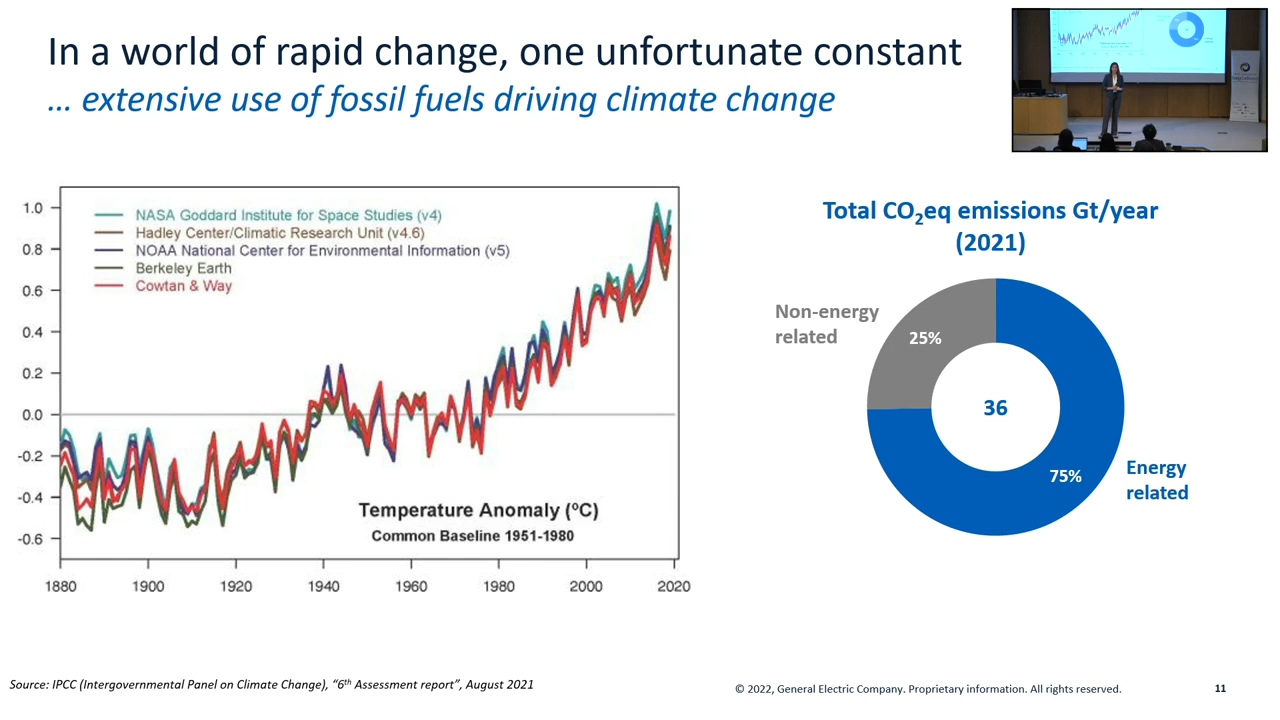 In a world of rapid change, one unfortunate constant
... extensive use of fossil fuels driving climate change
1.0
0.8
0.6
0.4
0.2
0.0
-0.2
-0.4
-0.6
NASA Goddard Institute for Space Studies (v4)
Hadley Center/Climatic Research Unit (v4.6)
NOAA National Center for Environmental Information (v5)
Berkeley Earth
Cowtan & Way
Temperature Anomaly (ºC)
Common Baseline 1951-1980
1880 1900 1920 1940 1960 1980 2000 2020
Total CO₂eq emissions Gt/year
(2021)
Non-energy
related
25%
36
75%
Energy
related
Source: IPCC (Intergovernmental Panel on Climate Change), “6th Assessment report”, August 2021
© 2022, General Electric Company. Proprietary information. All rights reserved.
11